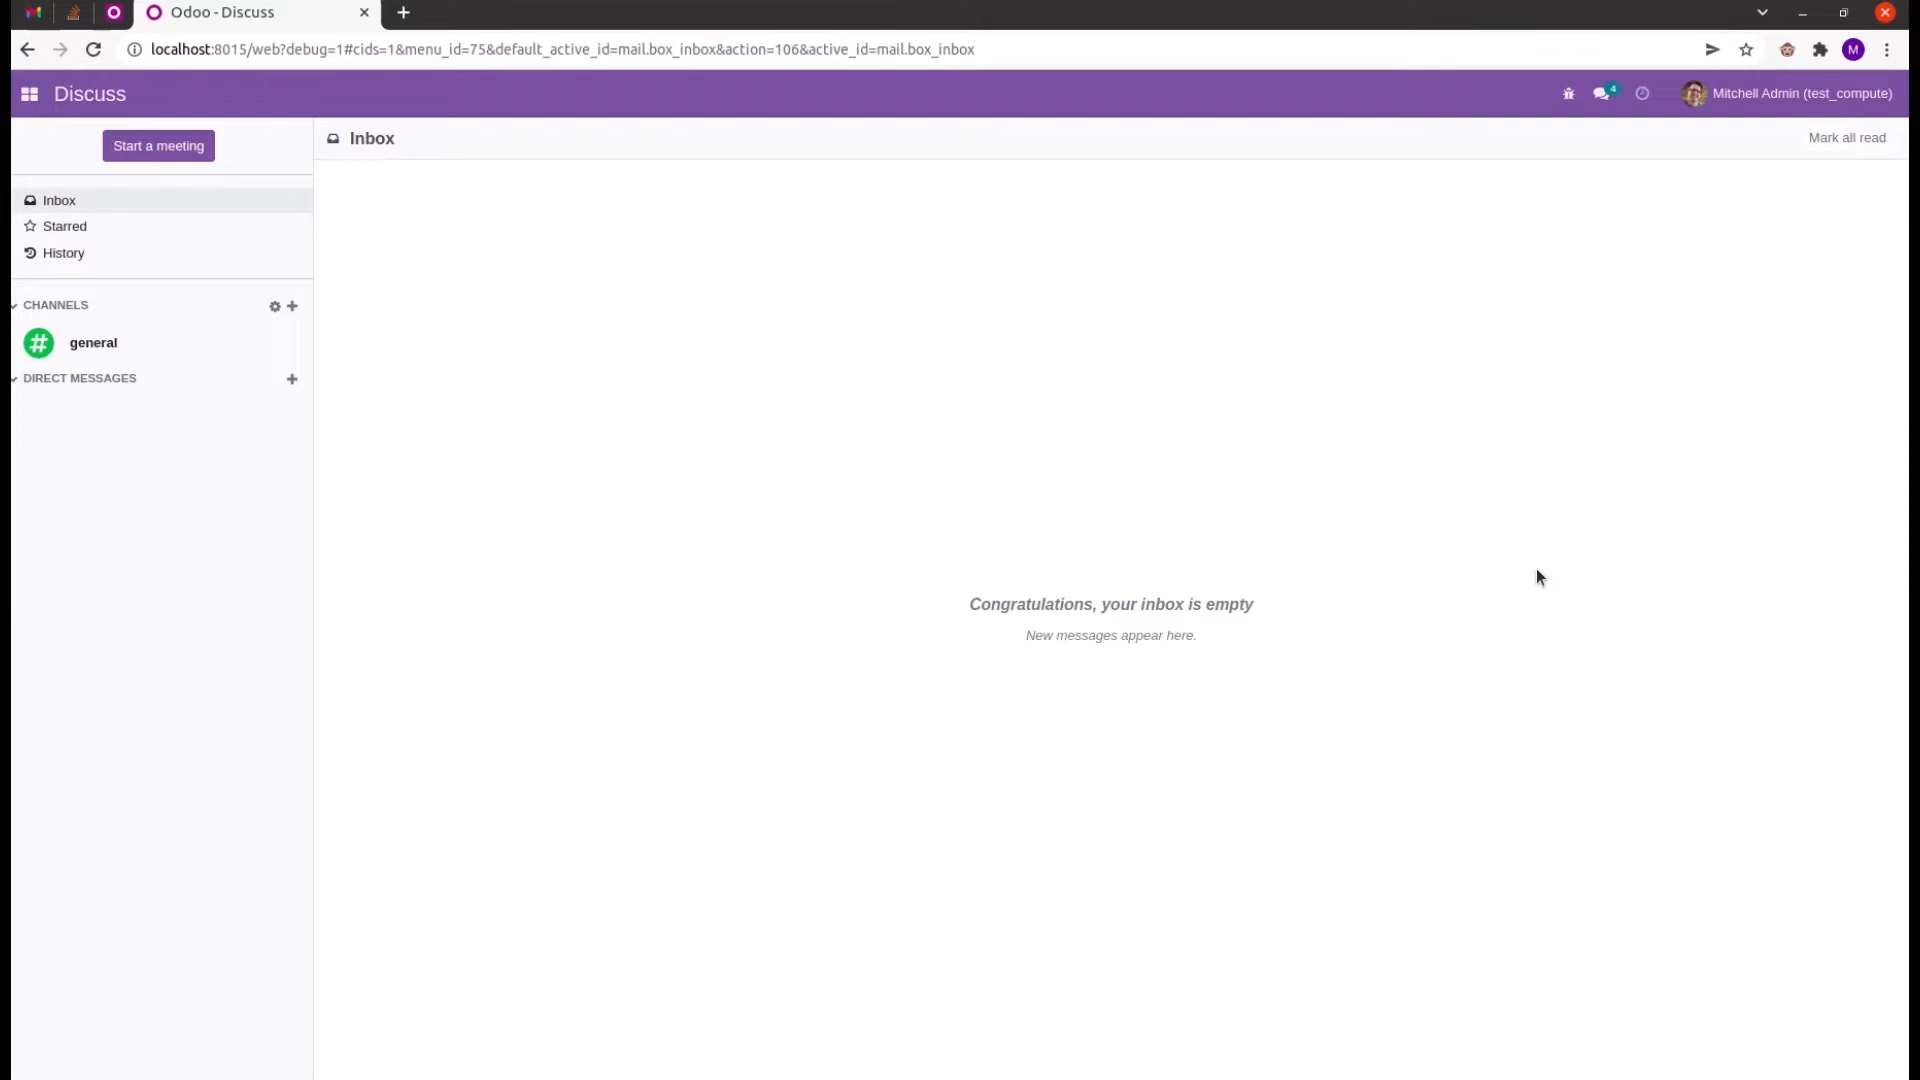 Odoo - Discuss
localhost:8015/web?debug=1#cids=1&menu_id=75&default_active_id=mail.box_inbox&action=106&active_id=mail.box_inbox
M
Discuss
4
Mitchell Admin (test_compute)
Start a meeting
Inbox
Mark all read
Inbox
Starred
History
CHANNELS
general
DIRECT MESSAGES
Congratulations, your inbox is empty
New messages appear here.